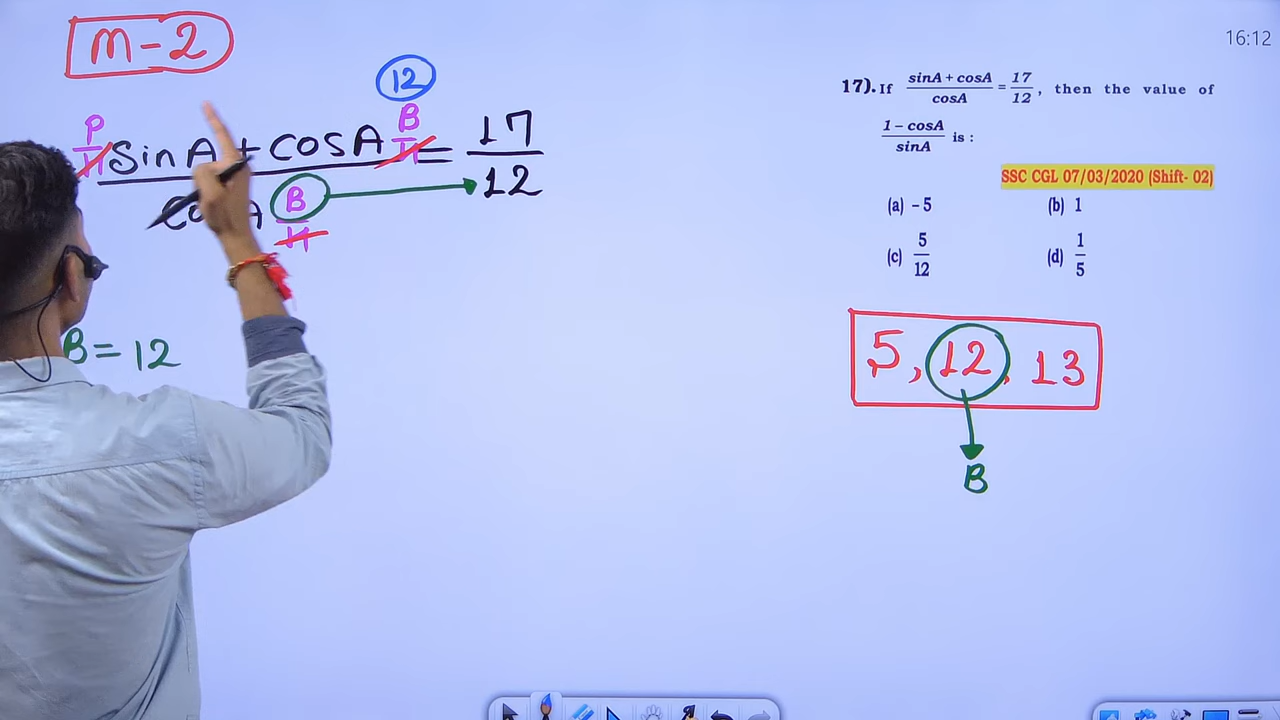 16:12
m-2
12
P B
H sinA + cosA H = 17
cosA B 12
H
B = 12
17). If sinA + cosA / cosA = 17 / 12 , then the value of
1 - cosA / sinA is :
SSC CGL 07/03/2020 (Shift- 02)
(a) - 5 (b) 1
(c) 5 / 12 (d) 1 / 5
5, 12, 13
B